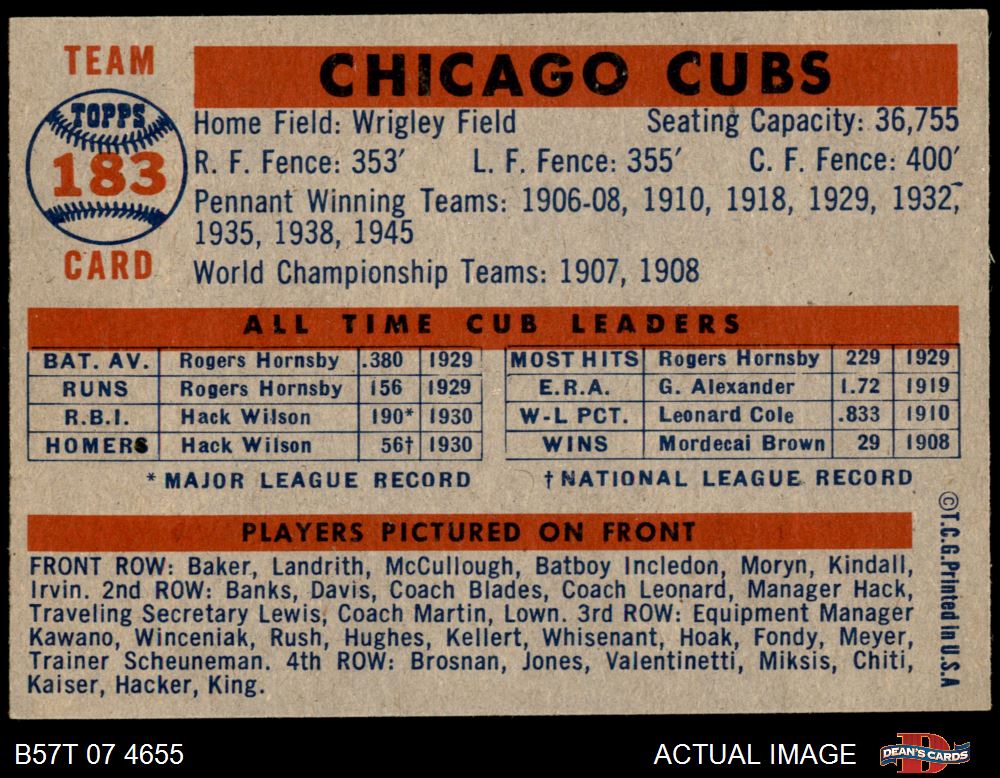 TEAM
TOPPS
183
CARD
CHICAGO CUBS
Home Field: Wrigley Field Seating Capacity: 36,755
R. F. Fence: 353′ L. F. Fence: 355′ C. F. Fence: 400′
Pennant Winning Teams: 1906-08, 1910, 1918, 1929, 1932,
1935, 1938, 1945
World Championship Teams: 1907, 1908
ALL TIME CUB LEADERS
BAT. AV. Rogers Hornsby .380 1929 MOST HITS Rogers Hornsby 229 1929
RUNS Rogers Hornsby 156 1929 E.R.A. G. Alexander 1.72 1919
R.B.I. Hack Wilson 190* 1930 W-L PCT. Leonard Cole .833 1910
HOMERS Hack Wilson 56† 1930 WINS Mordecai Brown 29 1908
* MAJOR LEAGUE RECORD † NATIONAL LEAGUE RECORD
PLAYERS PICTURED ON FRONT
FRONT ROW: Baker, Landrith, McCullough, Batboy Incledon, Moryn, Kindall,
Irvin. 2nd ROW: Banks, Davis, Coach Blades, Coach Leonard, Manager Hack,
Traveling Secretary Lewis, Coach Martin, Lown. 3rd ROW: Equipment Manager
Kawano, Winceniak, Rush, Hughes, Kellert, Whisenant, Hoak, Fondy, Meyer,
Trainer Scheuneman. 4th ROW: Brosnan, Jones, Valentinetti, Miksis, Chiti,
Kaiser, Hacker, King.
©T.C.G. Printed in U.S.A
B57T 07 4655 ACTUAL IMAGE
DEAN'S CARDS